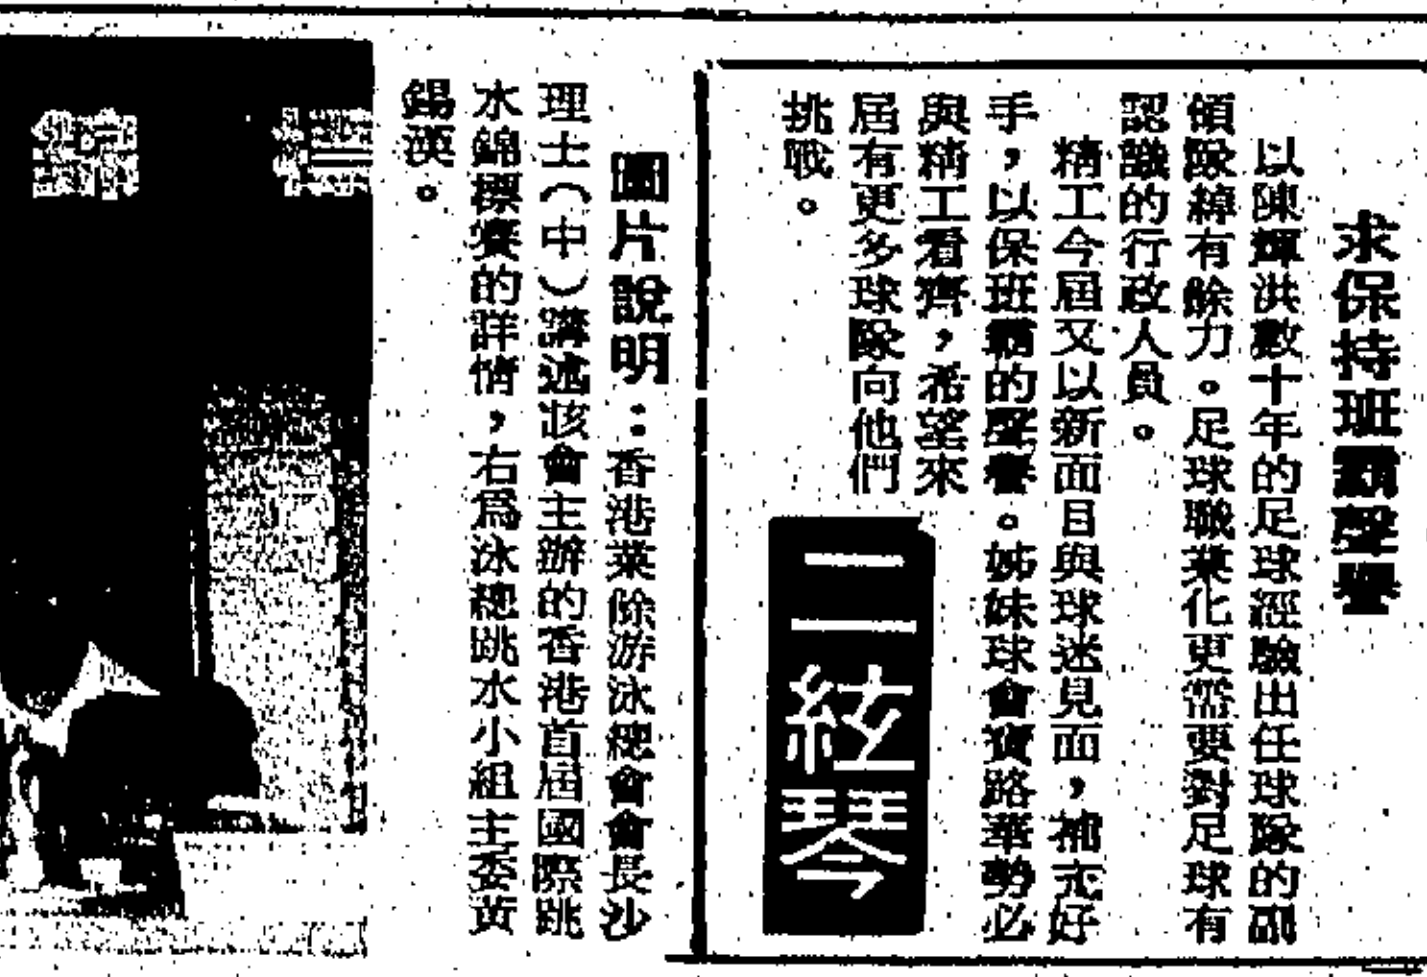 求保持班霸聲譽
以陳輝洪數十年的足球經驗出任球隊的副
領隊綽有餘力。足球職業化更需要對足球有
認識的行政人員。
精工今屆又以新面目與球迷見面，補充好
手，以保班霸的聲譽。姊妹球會寶路華勢必
與精工看齊，希望來
屆有更多球隊向他們
挑戰。
二絃琴
圖片說明：香港業餘游泳總會會長沙
理士（中）講述該會主辦的香港首屆國際跳
水錦標賽的詳情，右爲泳總跳水小組主委黃
錫漢。